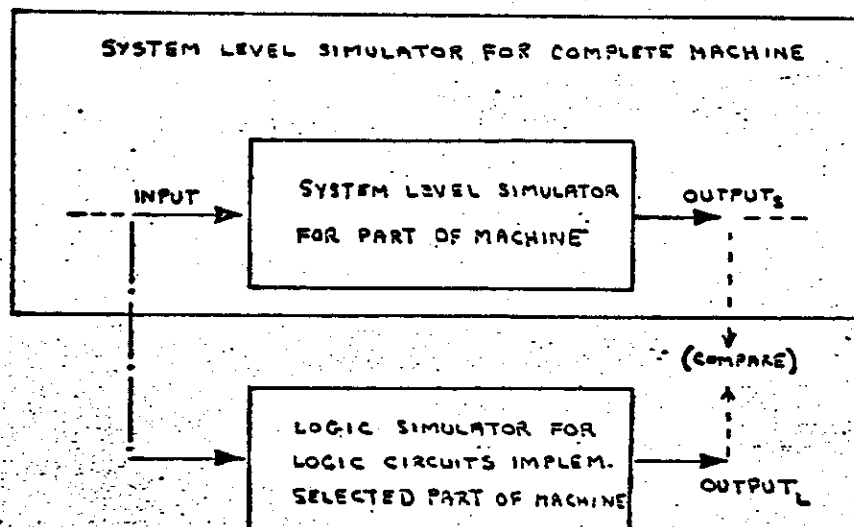 SYSTEM LEVEL SIMULATOR FOR COMPLETE MACHINE
INPUT
SYSTEM LEVEL SIMULATOR
FOR PART OF MACHINE
OUTPUTS
(COMPARE)
LOGIC SIMULATOR FOR
LOGIC CIRCUITS IMPLEM.
SELECTED PART OF MACHINE
OUTPUTL